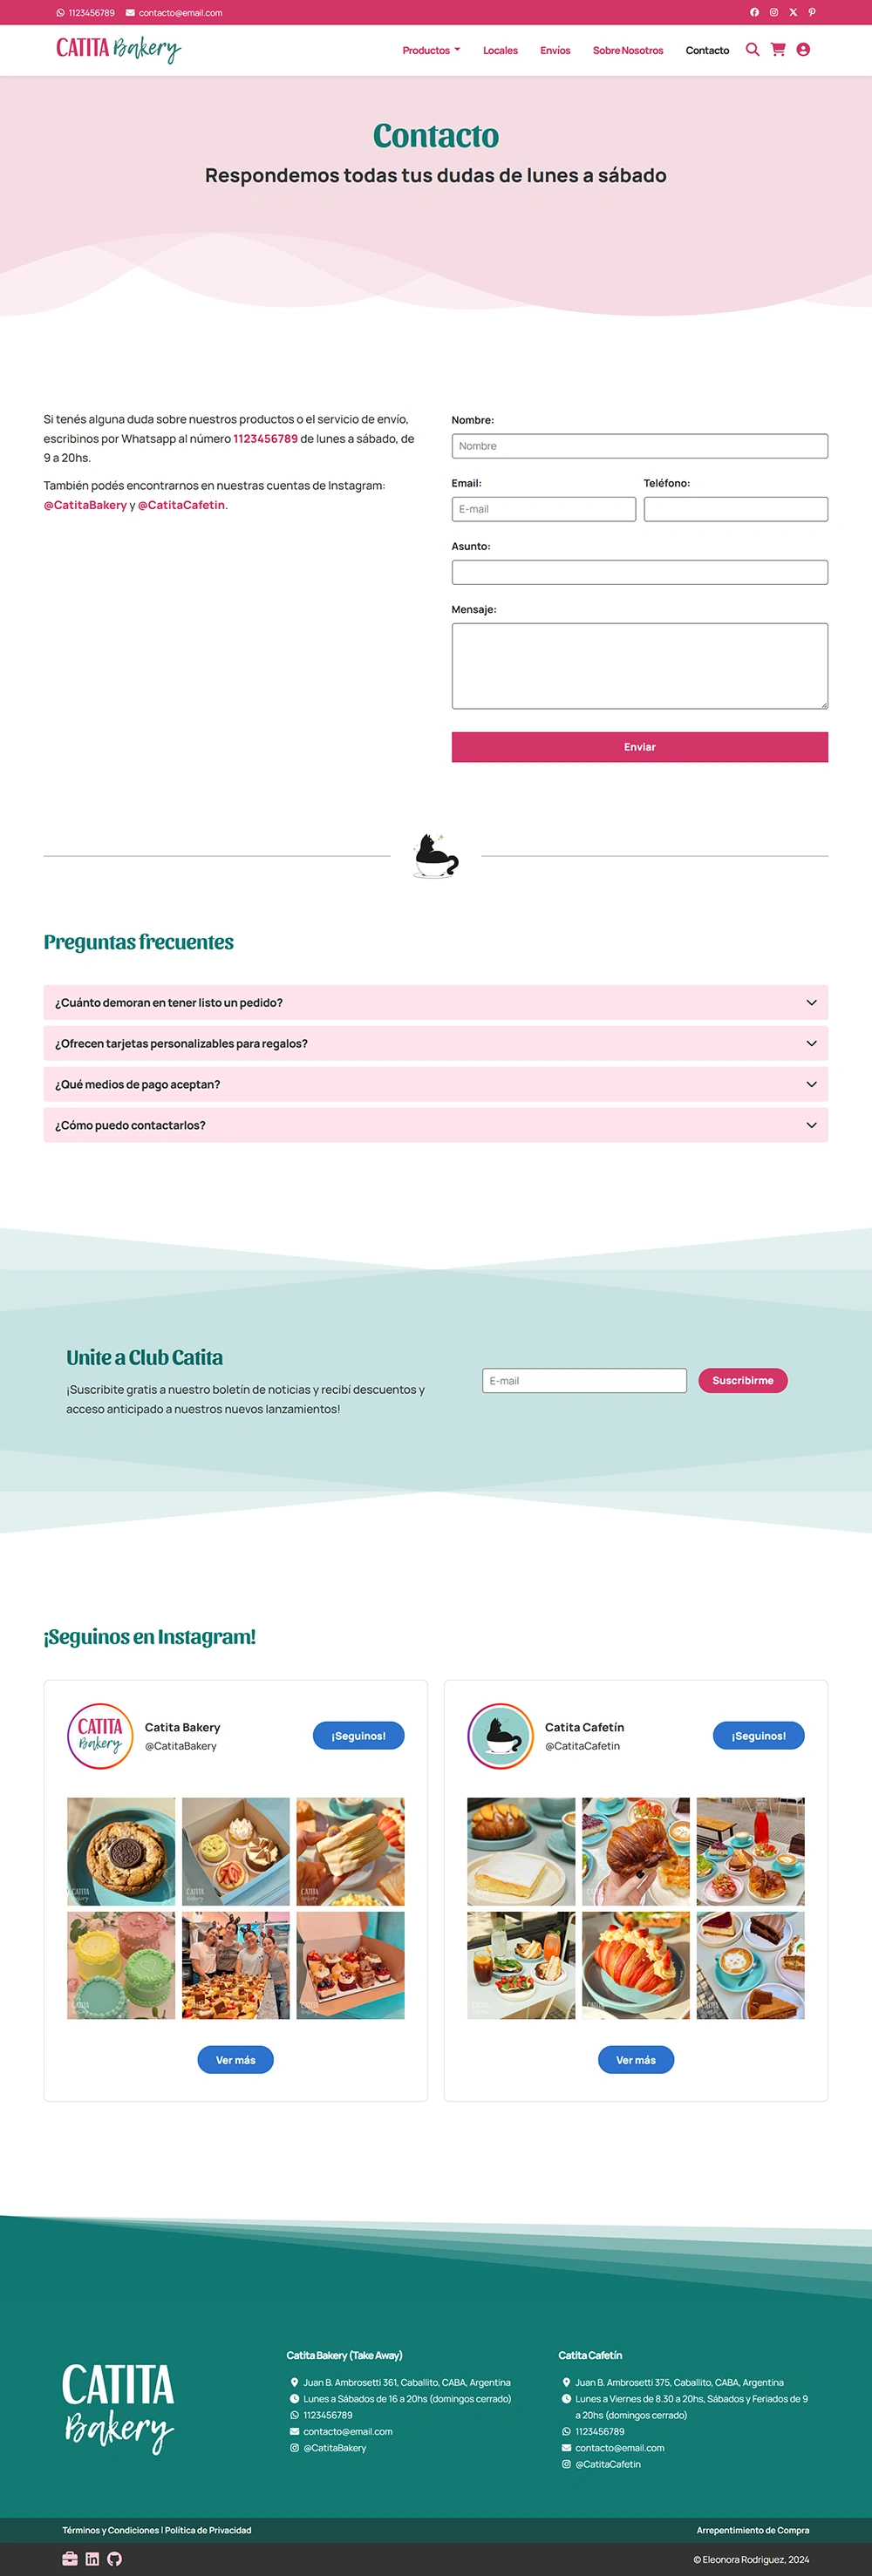 1123456789 contacto@email.com
CATITA Bakery
Productos Locales Envíos Sobre Nosotros Contacto
Contacto
Respondemos todas tus dudas de lunes a sábado
Si tenés alguna duda sobre nuestros productos o el servicio de envío,
escribinos por Whatsapp al número 1123456789 de lunes a sábado, de
9 a 20hs.
También podés encontrarnos en nuestras cuentas de Instagram:
@CatitaBakery y @CatitaCafetin.
Nombre:
Nombre
Email: Teléfono:
E-mail
Asunto:
Mensaje:
Enviar
Preguntas frecuentes
¿Cuánto demoran en tener listo un pedido?
¿Ofrecen tarjetas personalizables para regalos?
¿Qué medios de pago aceptan?
¿Cómo puedo contactarlos?
Unite a Club Catita
¡Suscribite gratis a nuestro boletín de noticias y recibí descuentos y
acceso anticipado a nuestros nuevos lanzamientos!
E-mail
Suscribirme
¡Seguinos en Instagram!
CATITA
Bakery
Catita Bakery
@CatitaBakery
¡Seguinos!
Ver más
Catita Cafetín
@CatitaCafetin
¡Seguinos!
Ver más
CATITA
Bakery
Catita Bakery (Take Away)
Juan B. Ambrosetti 361, Caballito, CABA, Argentina
Lunes a Sábados de 16 a 20hs (domingos cerrado)
1123456789
contacto@email.com
@CatitaBakery
Catita Cafetín
Juan B. Ambrosetti 375, Caballito, CABA, Argentina
Lunes a Viernes de 8.30 a 20hs, Sábados y Feriados de 9
a 20hs (domingos cerrado)
1123456789
contacto@email.com
@CatitaCafetin
Términos y Condiciones | Política de Privacidad
Arrepentimiento de Compra
© Eleonora Rodriguez, 2024